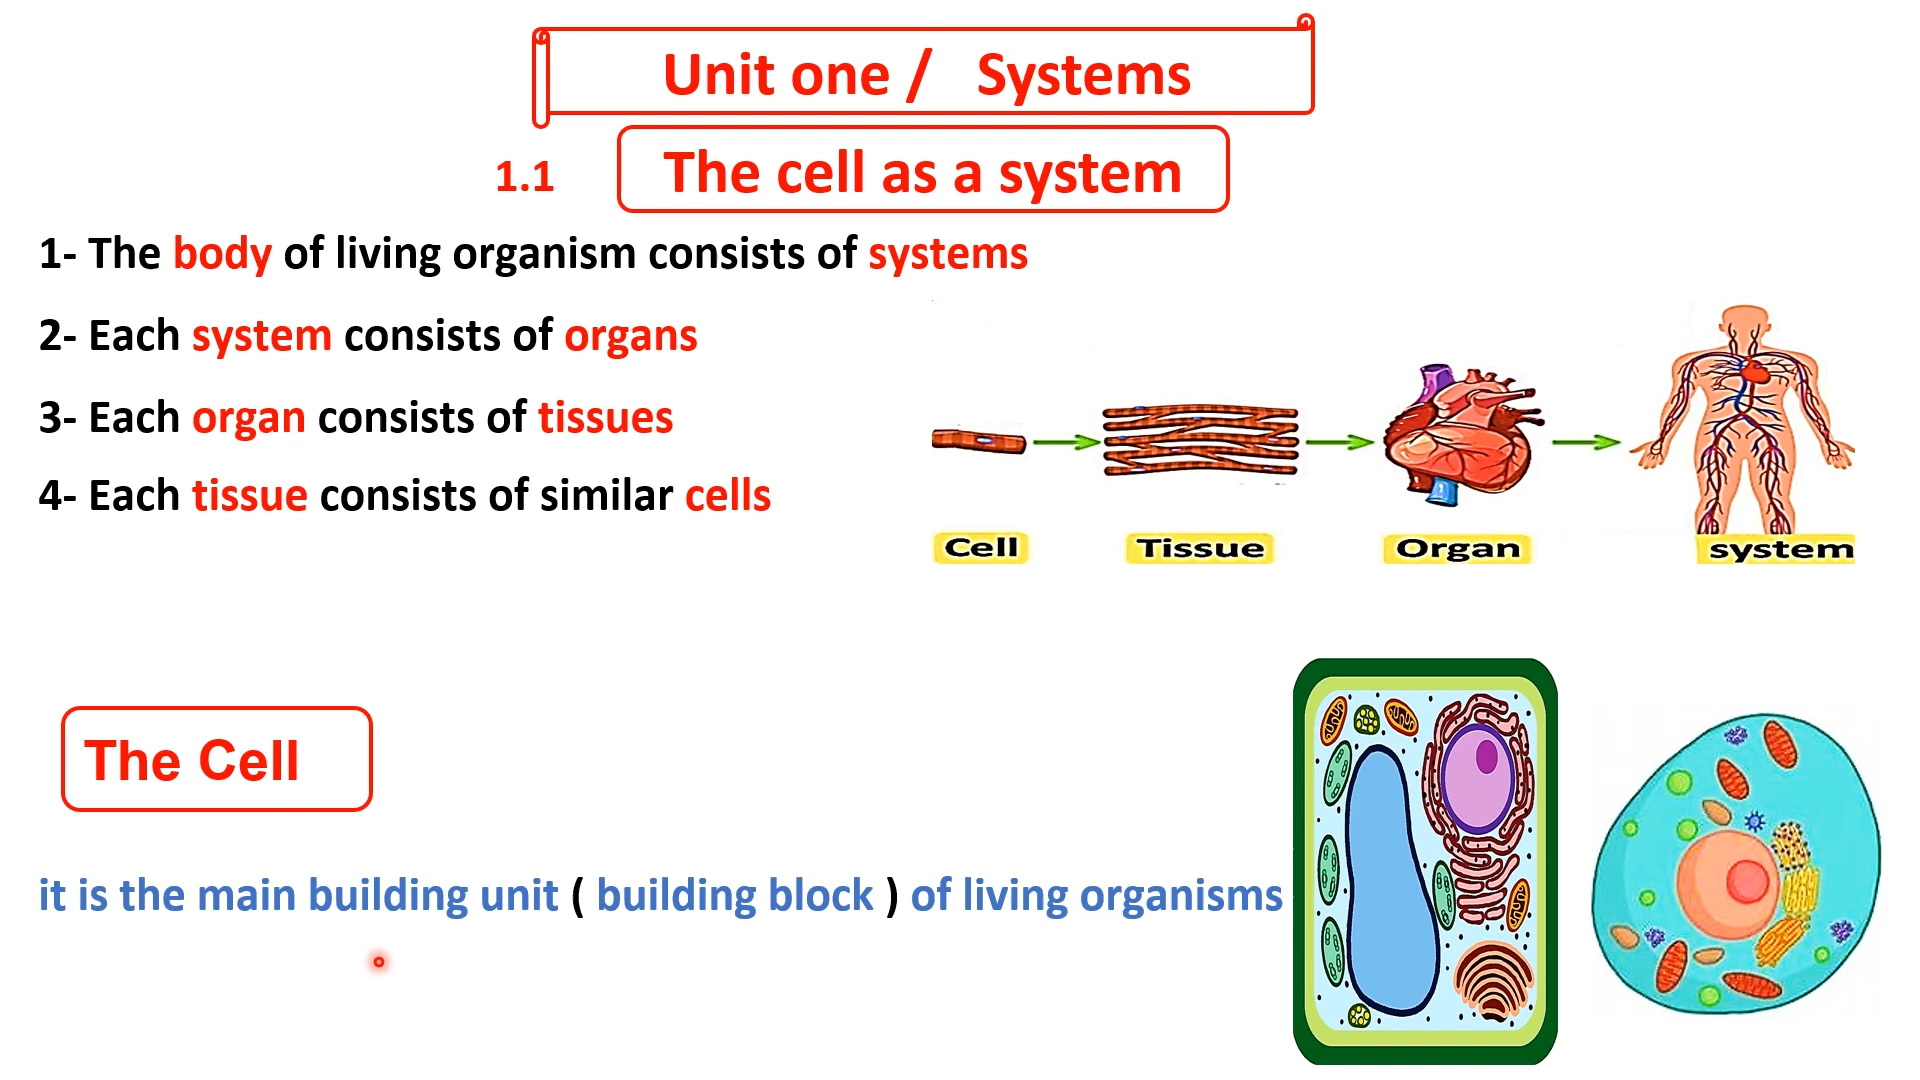 Unit one / Systems
1.1 The cell as a system
1- The body of living organism consists of systems
2- Each system consists of organs
3- Each organ consists of tissues
4- Each tissue consists of similar cells
Cell Tissue Organ system
The Cell
it is the main building unit ( building block ) of living organisms